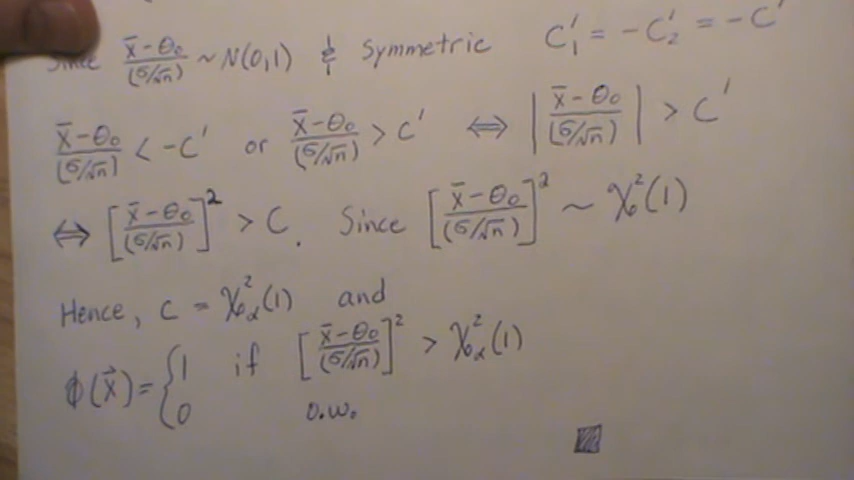 Since (x̄ - θ₀)/(σ/√n) ~ N(0,1) & Symmetric C₁' = -C₂' = -C'
(x̄ - θ₀)/(σ/√n) < -C' or (x̄ - θ₀)/(σ/√n) > C' ⇔ |(x̄ - θ₀)/(σ/√n)| > C'
⇔ [(x̄ - θ₀)/(σ/√n)]² > C. Since [(x̄ - θ₀)/(σ/√n)]² ~ χ²(1)
Hence, C = χ²_α(1) and
ϕ(x⃗) = { 1 if [(x̄ - θ₀)/(σ/√n)]² > χ²_α(1)
0 o.w.